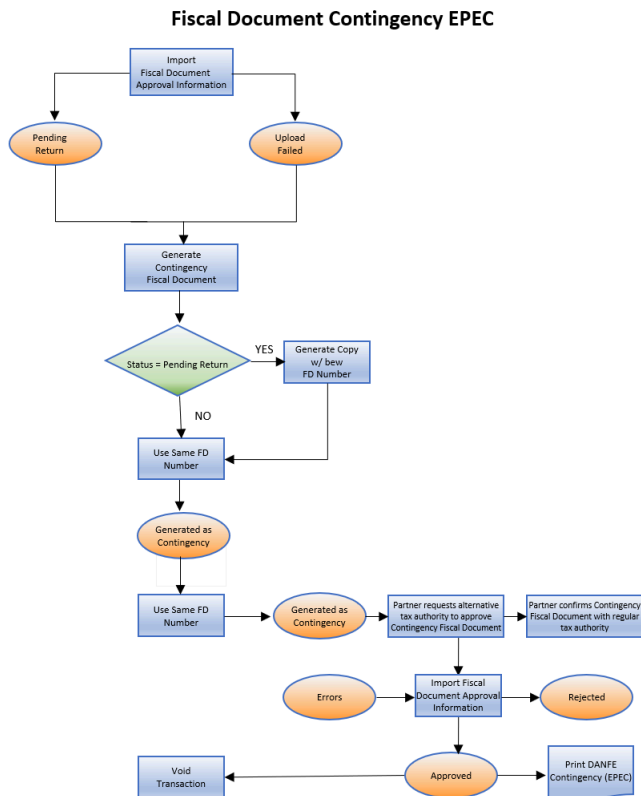 Fiscal Document Contingency EPEC
Import
Fiscal Document
Approval Information
Pending
Return
Upload
Failed
Generate
Contingency
Fiscal Document
Status = Pending Return
YES
Generate Copy
w/ bew
FD Number
NO
Use Same FD
Number
Generated as
Contingency
Use Same FD
Number
Generated as
Contingency
Partner requests alternative
tax authority to approve
Contingency Fiscal Document
Partner confirms Contingency
Fiscal Document with regular
tax authority
Errors
Import Fiscal
Document Approval
Information
Rejected
Void
Transaction
Approved
Print DANFE
Contingency (EPEC)